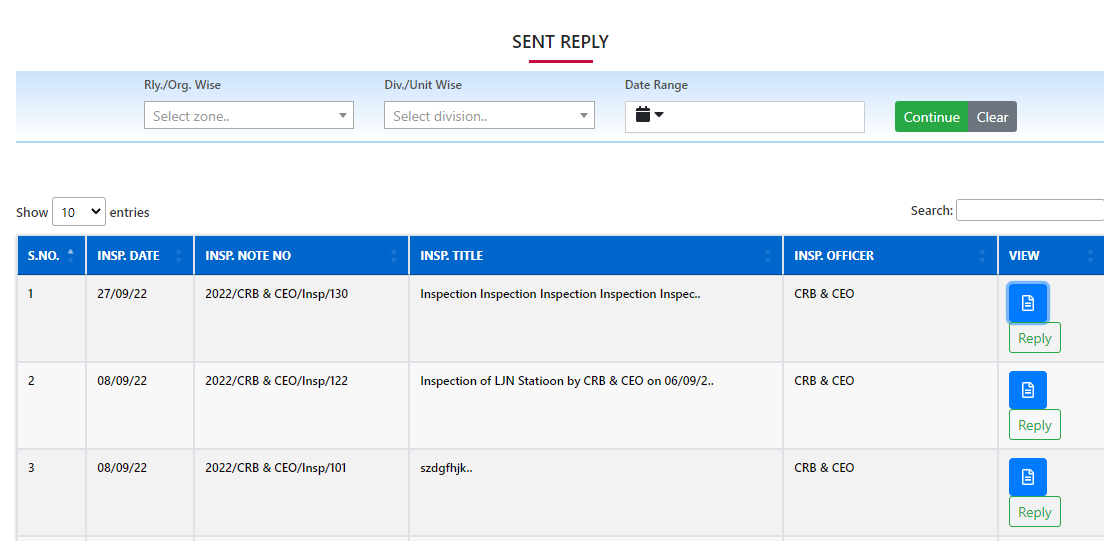 SENT REPLY
Rly./Org. Wise Div./Unit Wise Date Range
Select zone.. Select division.. Continue Clear
Show 10 entries Search:
S.NO. INSP. DATE INSP. NOTE NO INSP. TITLE INSP. OFFICER VIEW
1 27/09/22 2022/CRB & CEO/Insp/130 Inspection Inspection Inspection Inspection Inspec.. CRB & CEO
Reply
2 08/09/22 2022/CRB & CEO/Insp/122 Inspection of LJN Statioon by CRB & CEO on 06/09/2.. CRB & CEO
Reply
3 08/09/22 2022/CRB & CEO/Insp/101 szdgfhjk.. CRB & CEO
Reply